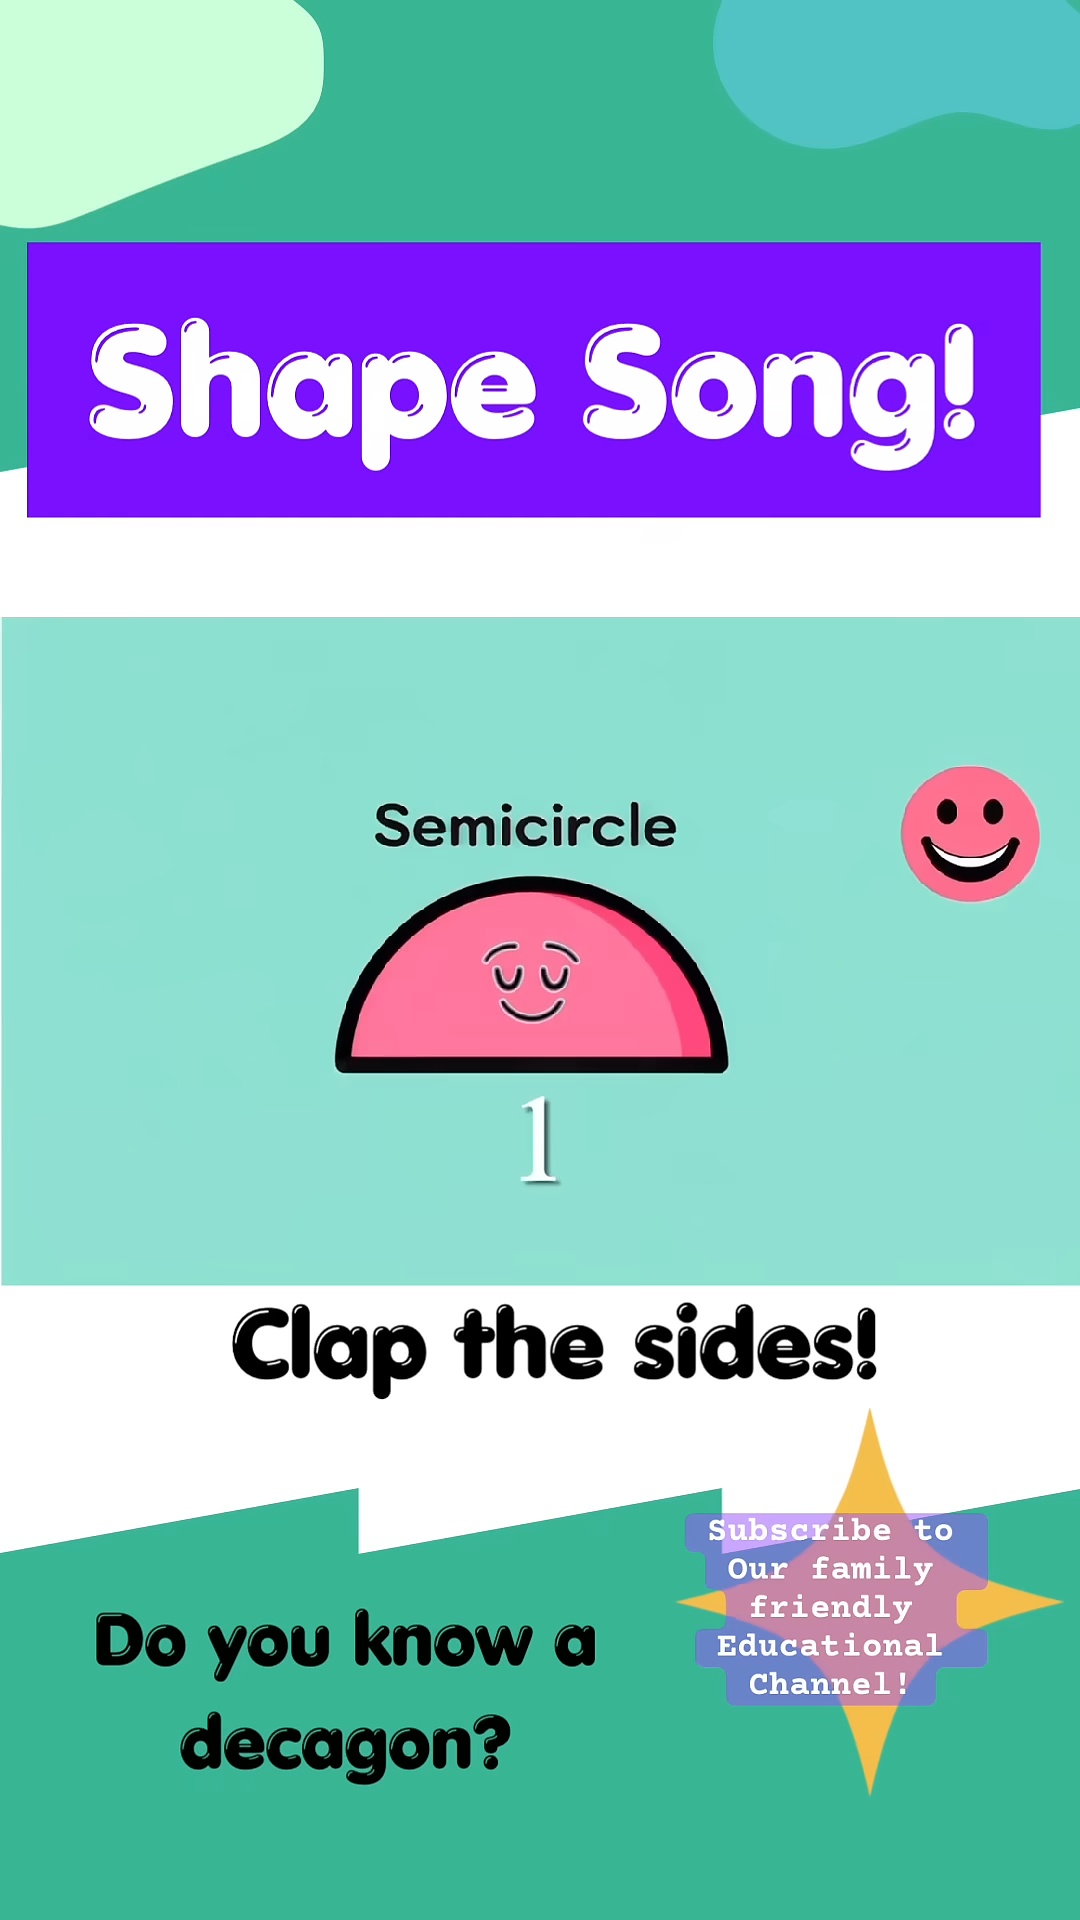 Shape Song!
Semicircle
1
Clap the sides!
Subscribe to
Our family
friendly
Educational
Channel!
Do you know a
decagon?